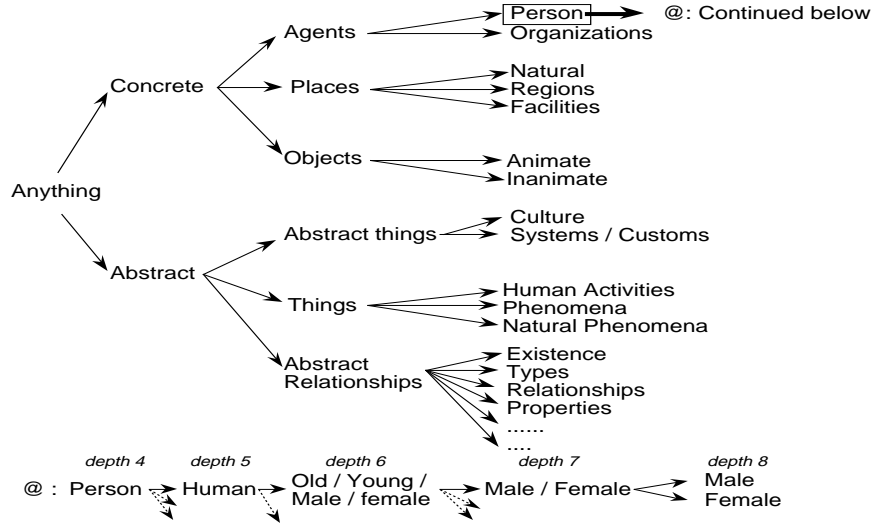 Agents
Person
@: Continued below
Organizations
Concrete
Places
Natural
Regions
Facilities
Objects
Animate
Inanimate
Anything
Abstract
Abstract things
Culture
Systems / Customs
Things
Human Activities
Phenomena
Natural Phenomena
Abstract
Relationships
Existence
Types
Relationships
Properties
......
....
depth 4 depth 5 depth 6 depth 7 depth 8
@ : Person Human
Old / Young /
Male / female
Male / Female
Male
Female